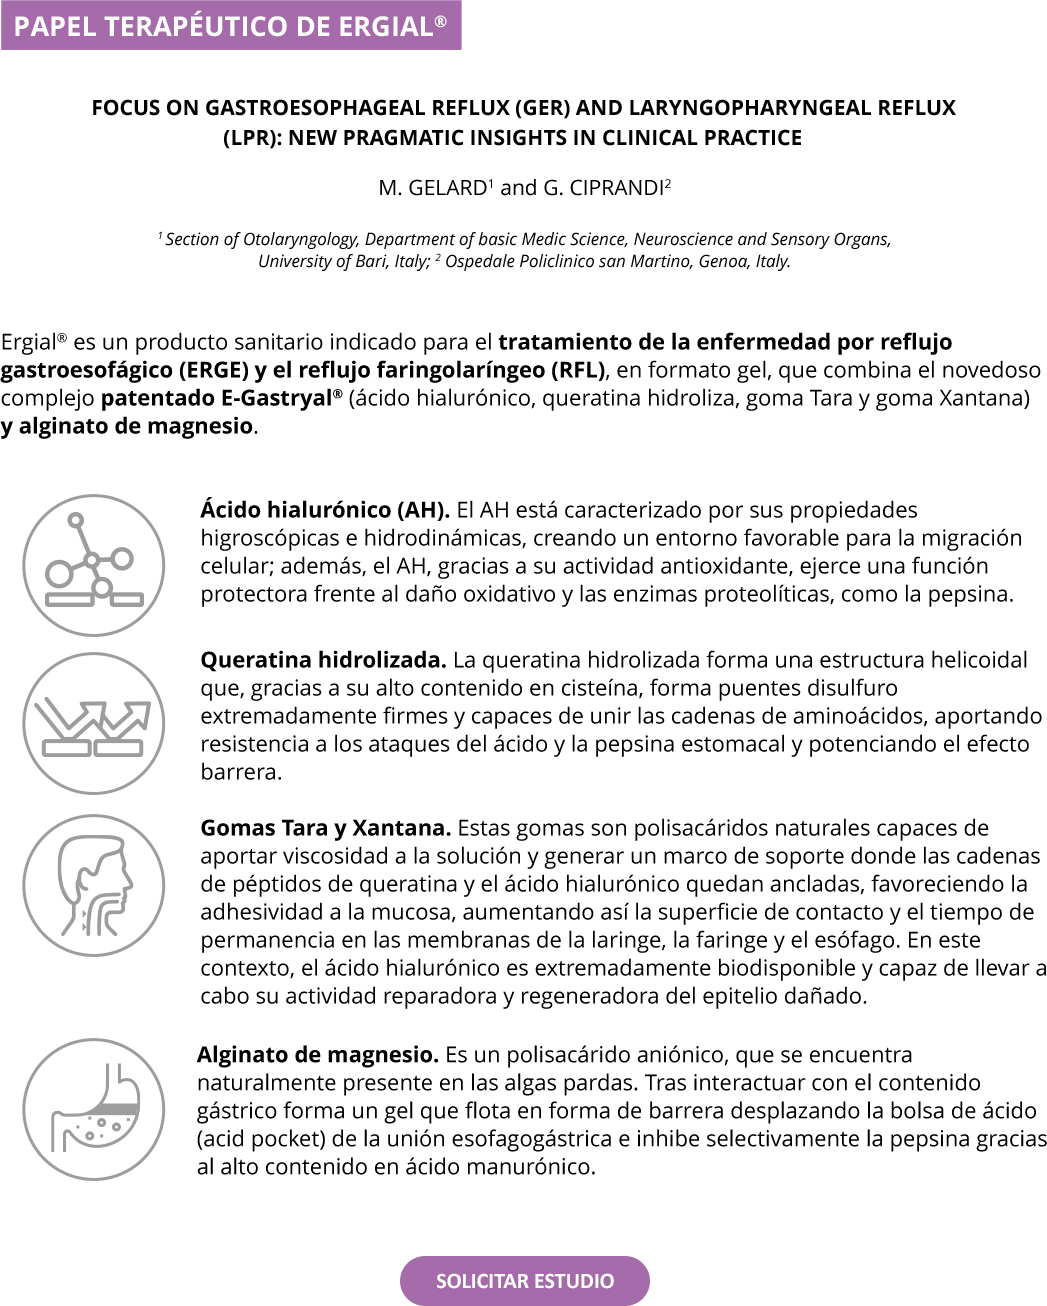 PAPEL TERAPÉUTICO DE ERGIAL®
FOCUS ON GASTROESOPHAGEAL REFLUX (GER) AND LARYNGOPHARYNGEAL REFLUX
(LPR): NEW PRAGMATIC INSIGHTS IN CLINICAL PRACTICE
M. GELARD¹ and G. CIPRANDI²
¹ Section of Otolaryngology, Department of basic Medic Science, Neuroscience and Sensory Organs,
University of Bari, Italy; ² Ospedale Policlinico san Martino, Genoa, Italy.
Ergial® es un producto sanitario indicado para el tratamiento de la enfermedad por reflujo
gastroesofágico (ERGE) y el reflujo faringolaríngeo (RFL), en formato gel, que combina el novedoso
complejo patentado E-Gastryal® (ácido hialurónico, queratina hidroliza, goma Tara y goma Xantana)
y alginato de magnesio.
Ácido hialurónico (AH). El AH está caracterizado por sus propiedades
higroscópicas e hidrodinámicas, creando un entorno favorable para la migración
celular; además, el AH, gracias a su actividad antioxidante, ejerce una función
protectora frente al daño oxidativo y las enzimas proteolíticas, como la pepsina.
Queratina hidrolizada. La queratina hidrolizada forma una estructura helicoidal
que, gracias a su alto contenido en cisteína, forma puentes disulfuro
extremadamente firmes y capaces de unir las cadenas de aminoácidos, aportando
resistencia a los ataques del ácido y la pepsina estomacal y potenciando el efecto
barrera.
Gomas Tara y Xantana. Estas gomas son polisacáridos naturales capaces de
aportar viscosidad a la solución y generar un marco de soporte donde las cadenas
de péptidos de queratina y el ácido hialurónico quedan ancladas, favoreciendo la
adhesividad a la mucosa, aumentando así la superficie de contacto y el tiempo de
permanencia en las membranas de la laringe, la faringe y el esófago. En este
contexto, el ácido hialurónico es extremadamente biodisponible y capaz de llevar a
cabo su actividad reparadora y regeneradora del epitelio dañado.
Alginato de magnesio. Es un polisacárido aniónico, que se encuentra
naturalmente presente en las algas pardas. Tras interactuar con el contenido
gástrico forma un gel que flota en forma de barrera desplazando la bolsa de ácido
(acid pocket) de la unión esofagogástrica e inhibe selectivamente la pepsina gracias
al alto contenido en ácido manurónico.
SOLICITAR ESTUDIO